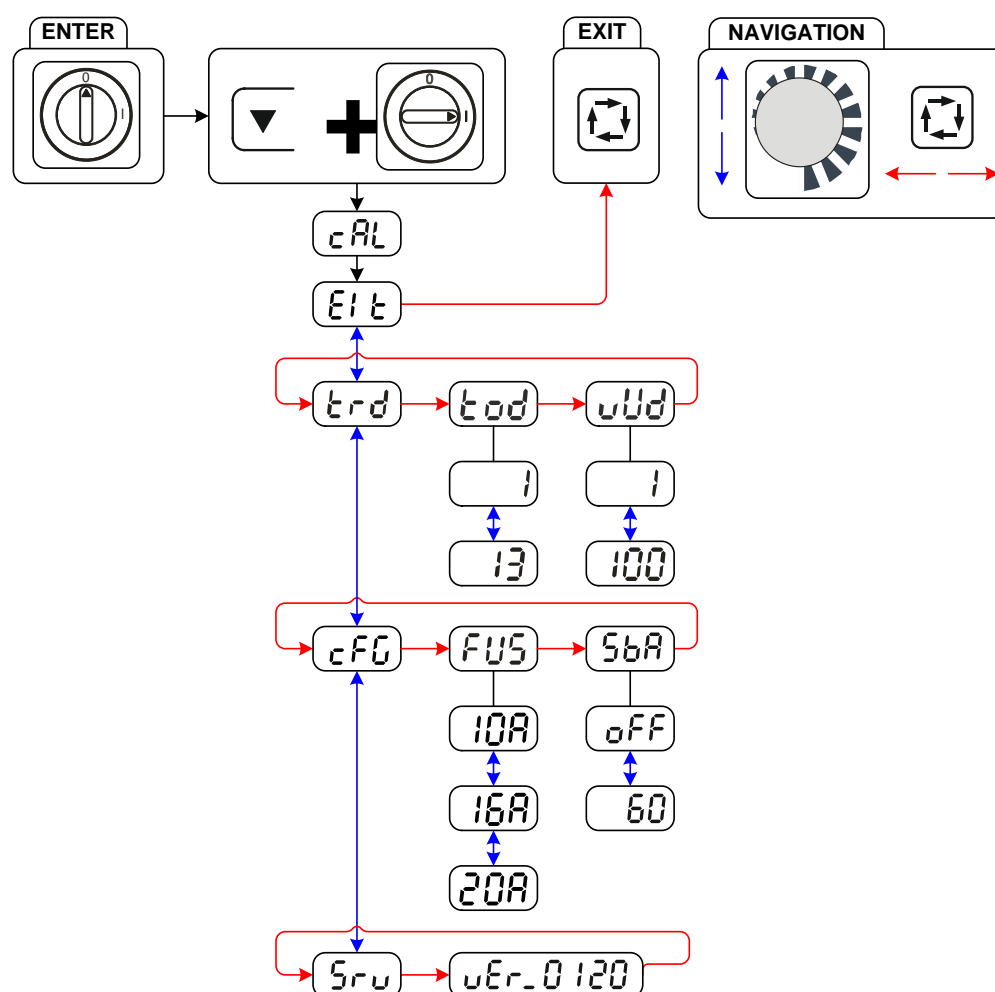 ENTER
EXIT
NAVIGATION
0
I
0
I
cAL
EIt
trd
tod
uUd
1
1
13
100
cFG
FUS
SbA
10A
oFF
16A
60
20A
Sru
uEr_0120